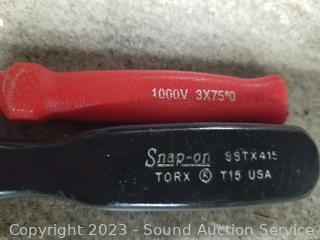 1000V 3X75*0
Snap-on SSTX415
TORX ® T15 USA
Copyright 2023 - Sound Auction Service